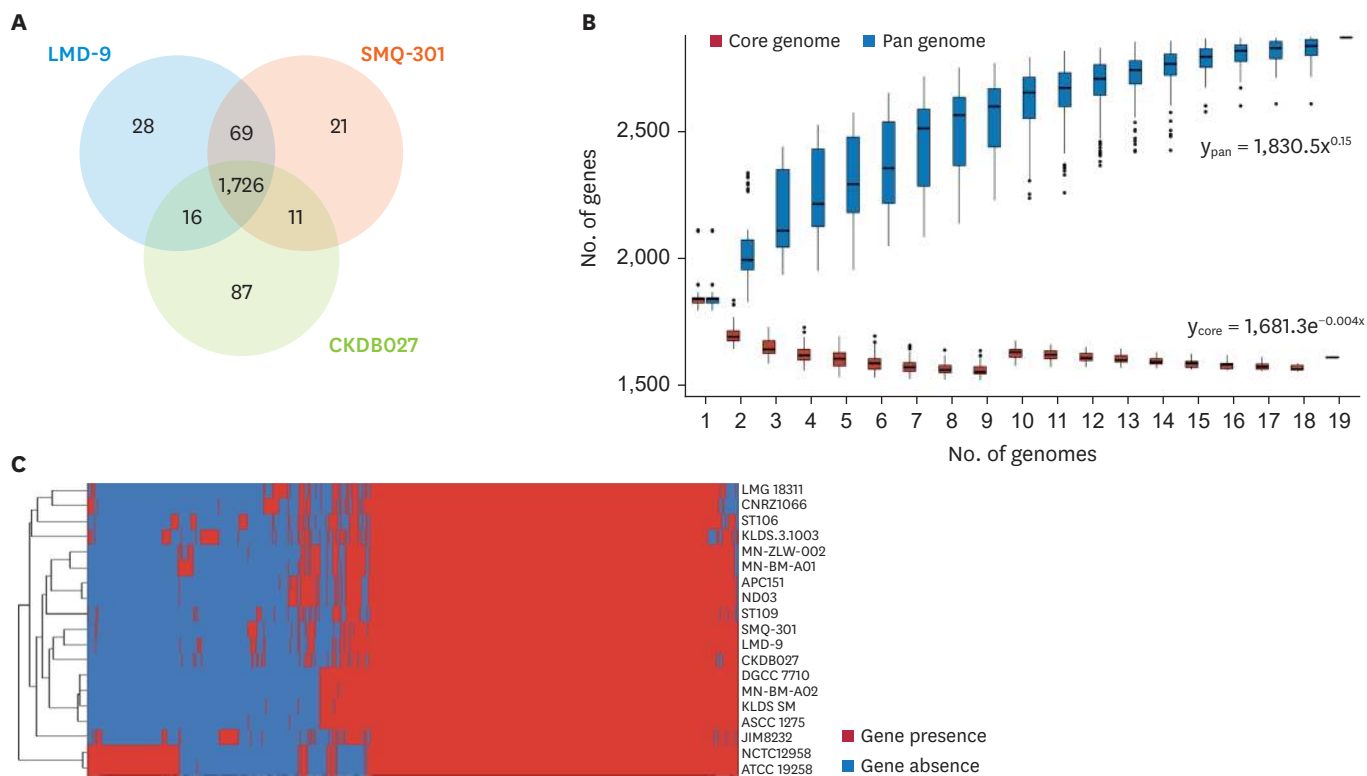 A
LMD-9
SMQ-301
28
69
21
1,726
16
11
87
CKDB027
B
Core genome
Pan genome
No. of genes
2,500
2,000
1,500
y_pan = 1,830.5x^0.15
y_core = 1,681.3e^−0.004x
1 2 3 4 5 6 7 8 9 10 11 12 13 14 15 16 17 18 19
No. of genomes
C
LMG 18311
CNRZ1066
ST106
KLDS.3.1003
MN-ZLW-002
MN-BM-A01
APC151
ND03
ST109
SMQ-301
LMD-9
CKDB027
DGCC 7710
MN-BM-A02
KLDS SM
ASCC 1275
JIM8232
NCTC12958
ATCC 19258
Gene presence
Gene absence